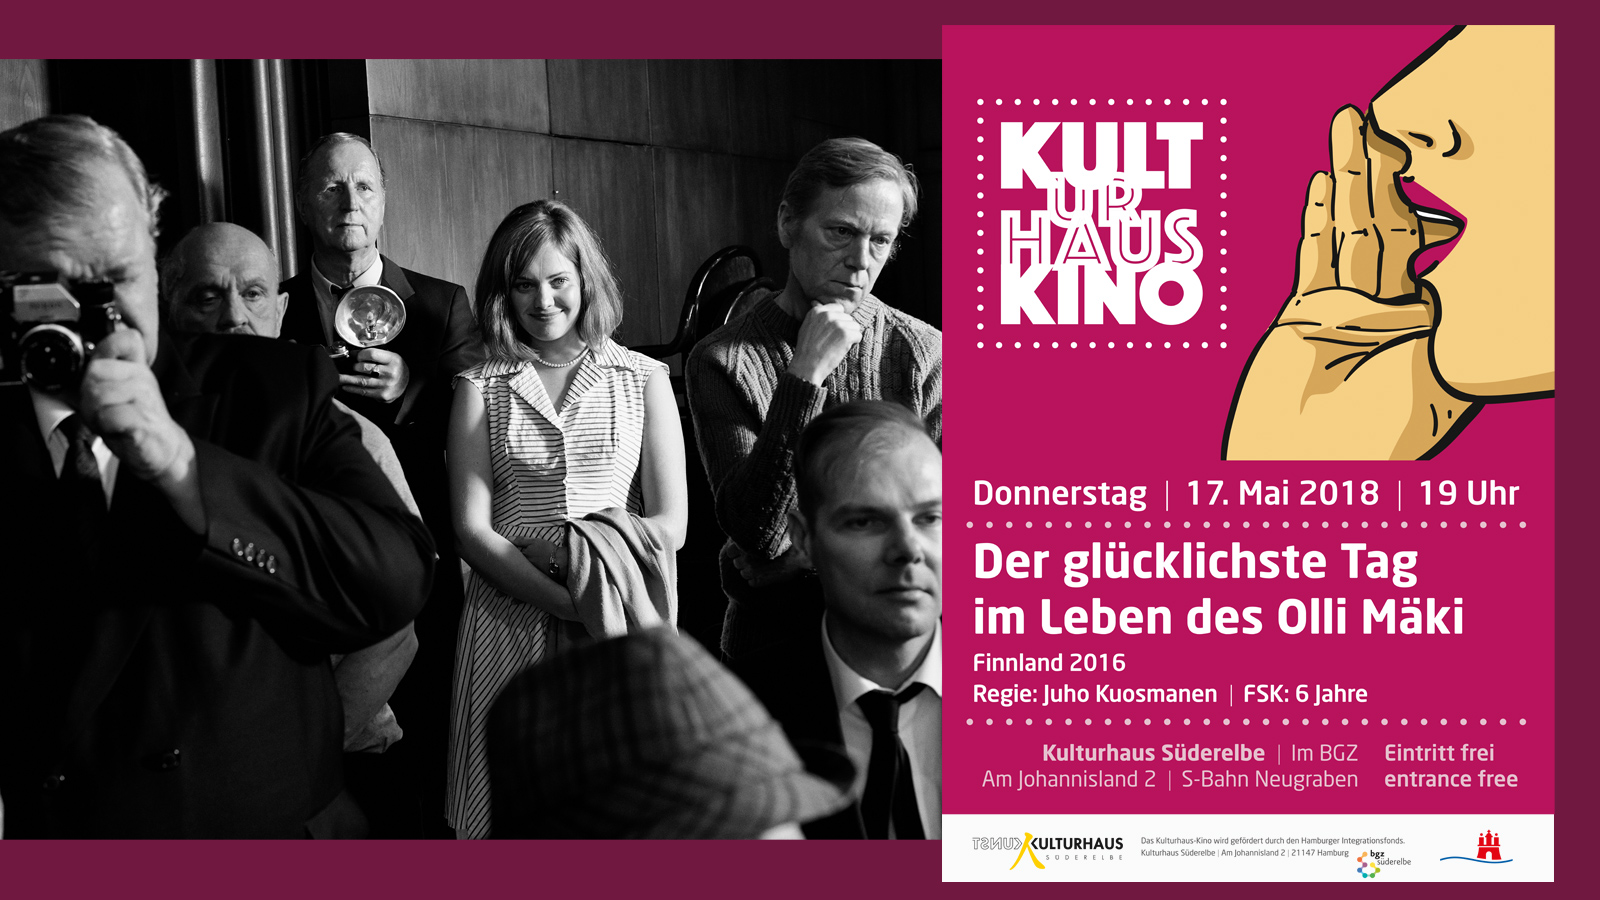 KULT
UR
HAUS
KINO
Donnerstag | 17. Mai 2018 | 19 Uhr
Der glücklichste Tag
im Leben des Olli Mäki
Finnland 2016
Regie: Juho Kuosmanen | FSK: 6 Jahre
Kulturhaus Süderelbe | Im BGZ Eintritt frei
Am Johannisland 2 | S-Bahn Neugraben entrance free
KUNST KULTURHAUS
SÜDERELBE
Das Kulturhaus-Kino wird gefördert durch den Hamburger Integrationsfonds.
Kulturhaus Süderelbe | Am Johannisland 2 | 21147 Hamburg
bgz
süderelbe